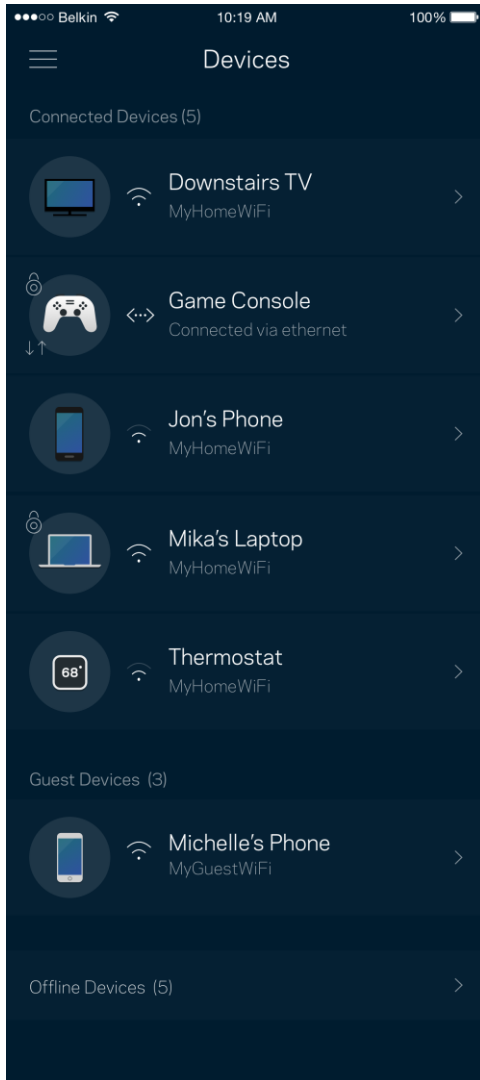 Belkin 10:19 AM 100%
Devices
Connected Devices (5)
Downstairs TV
MyHomeWiFi
Game Console
Connected via ethernet
Jon's Phone
MyHomeWiFi
Mika's Laptop
MyHomeWiFi
68°
Thermostat
MyHomeWiFi
Guest Devices (3)
Michelle's Phone
MyGuestWiFi
Offline Devices (5)